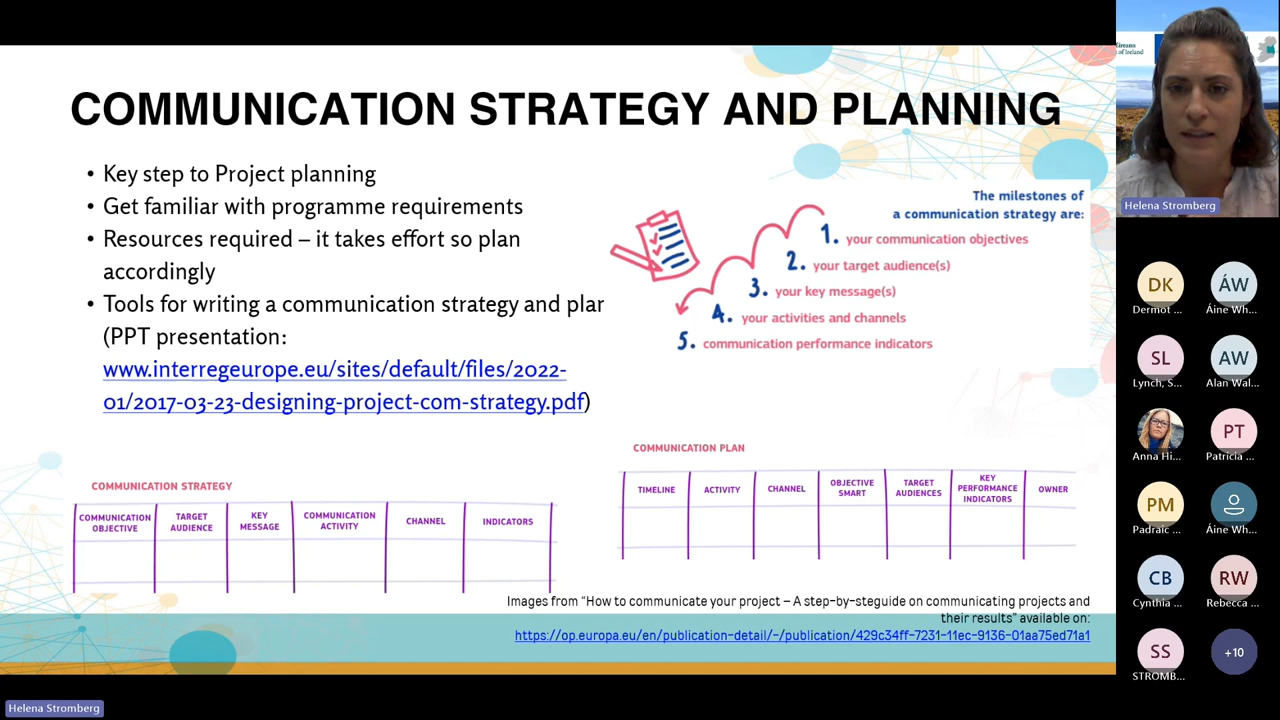 COMMUNICATION STRATEGY AND PLANNING
• Key step to Project planning
• Get familiar with programme requirements
• Resources required – it takes effort so plan
accordingly
• Tools for writing a communication strategy and plar
(PPT presentation:
www.interregeurope.eu/sites/default/files/2022-
01/2017-03-23-designing-project-com-strategy.pdf)
The milestones of
a communication strategy are:
1. your communication objectives
2. your target audience(s)
3. your key message(s)
4. your activities and channels
5. communication performance indicators
COMMUNICATION STRATEGY
COMMUNICATION OBJECTIVE
TARGET AUDIENCE
KEY MESSAGE
COMMUNICATION ACTIVITY
CHANNEL
INDICATORS
COMMUNICATION PLAN
TIMELINE
ACTIVITY
CHANNEL
OBJECTIVE SMART
TARGET AUDIENCES
KEY PERFORMANCE INDICATORS
OWNER
Images from “How to communicate your project – A step-by-steguide on communicating projects and
their results” available on:
https://op.europa.eu/en/publication-detail/-/publication/429c34ff-7231-11ec-9136-01aa75ed71a1
of Ireland
Helena Stromberg
DK
Dermot ...
ÁW
Áine Wh...
SL
Lynch, S...
AW
Alan Wal...
Anna Hi...
PT
Patricia ...
PM
Padraic ...
Áine Wh...
CB
Cynthia ...
RW
Rebecca ...
SS
STROMB...
+10
Helena Stromberg